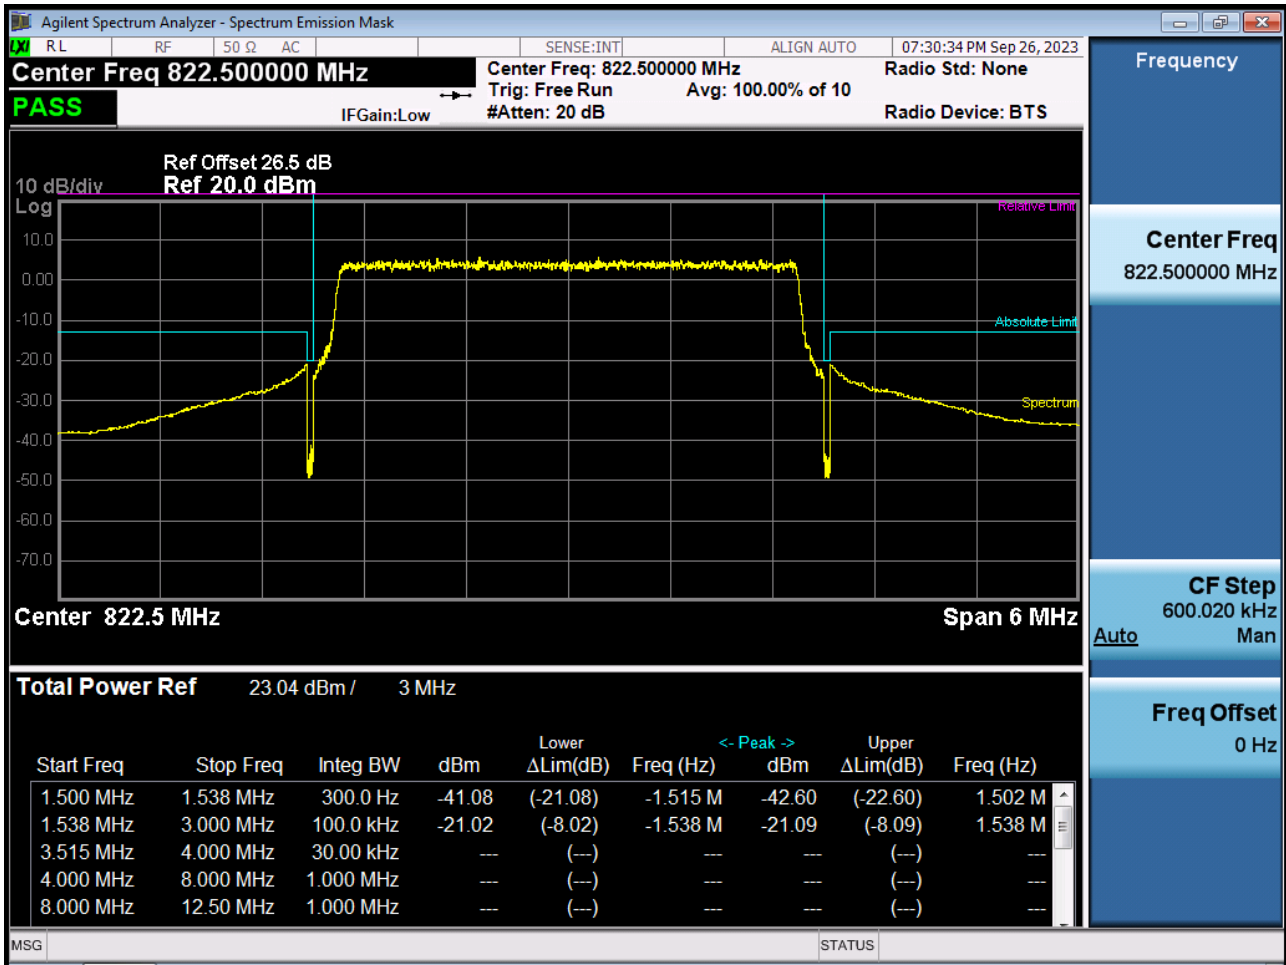 Agilent Spectrum Analyzer - Spectrum Emission Mask
LXI RL RF 50 Ω AC SENSE:INT ALIGN AUTO 07:30:34 PM Sep 26, 2023
Center Freq 822.500000 MHz
Center Freq: 822.500000 MHz Radio Std: None
Trig: Free Run Avg: 100.00% of 10
PASS IFGain:Low #Atten: 20 dB Radio Device: BTS
Ref Offset 26.5 dB
10 dB/div Ref 20.0 dBm
Log
Relative Limit
10.0
0.00
-10.0
Absolute Limit
-20.0
-30.0
Spectrum
-40.0
-50.0
-60.0
-70.0
Center 822.5 MHz Span 6 MHz
Total Power Ref 23.04 dBm / 3 MHz
Lower <- Peak -> Upper
Start Freq Stop Freq Integ BW dBm ΔLim(dB) Freq (Hz) dBm ΔLim(dB) Freq (Hz)
1.500 MHz 1.538 MHz 300.0 Hz -41.08 (-21.08) -1.515 M -42.60 (-22.60) 1.502 M
1.538 MHz 3.000 MHz 100.0 kHz -21.02 (-8.02) -1.538 M -21.09 (-8.09) 1.538 M
3.515 MHz 4.000 MHz 30.00 kHz --- (---) --- --- (---) ---
4.000 MHz 8.000 MHz 1.000 MHz --- (---) --- --- (---) ---
8.000 MHz 12.50 MHz 1.000 MHz --- (---) --- --- (---) ---
MSG STATUS
Frequency
Center Freq
822.500000 MHz
CF Step
600.020 kHz
Auto Man
Freq Offset
0 Hz